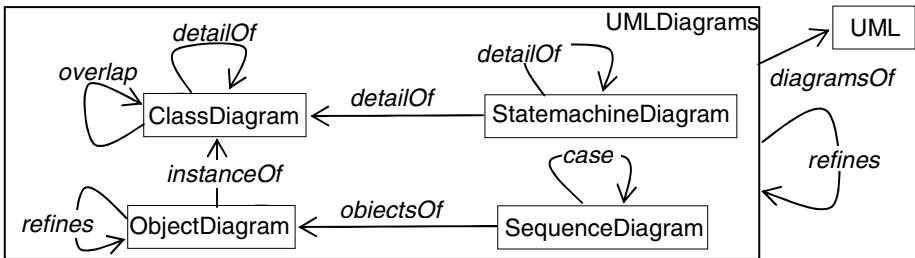 UMLDiagrams
UML
detailOf
detailOf
overlap
diagramsOf
detailOf
ClassDiagram
StatemachineDiagram
case
refines
instanceOf
obiectsOf
refines
ObjectDiagram
SequenceDiagram